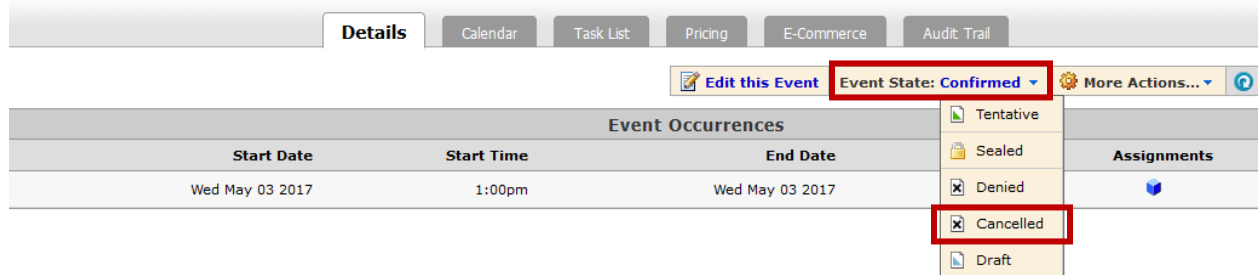 Details Calendar Task List Pricing E-Commerce Audit Trail
Edit this Event Event State: Confirmed More Actions...
Tentative
Sealed
Denied
Cancelled
Draft
Event Occurrences
Start Date Start Time End Date Assignments
Wed May 03 2017 1:00pm Wed May 03 2017